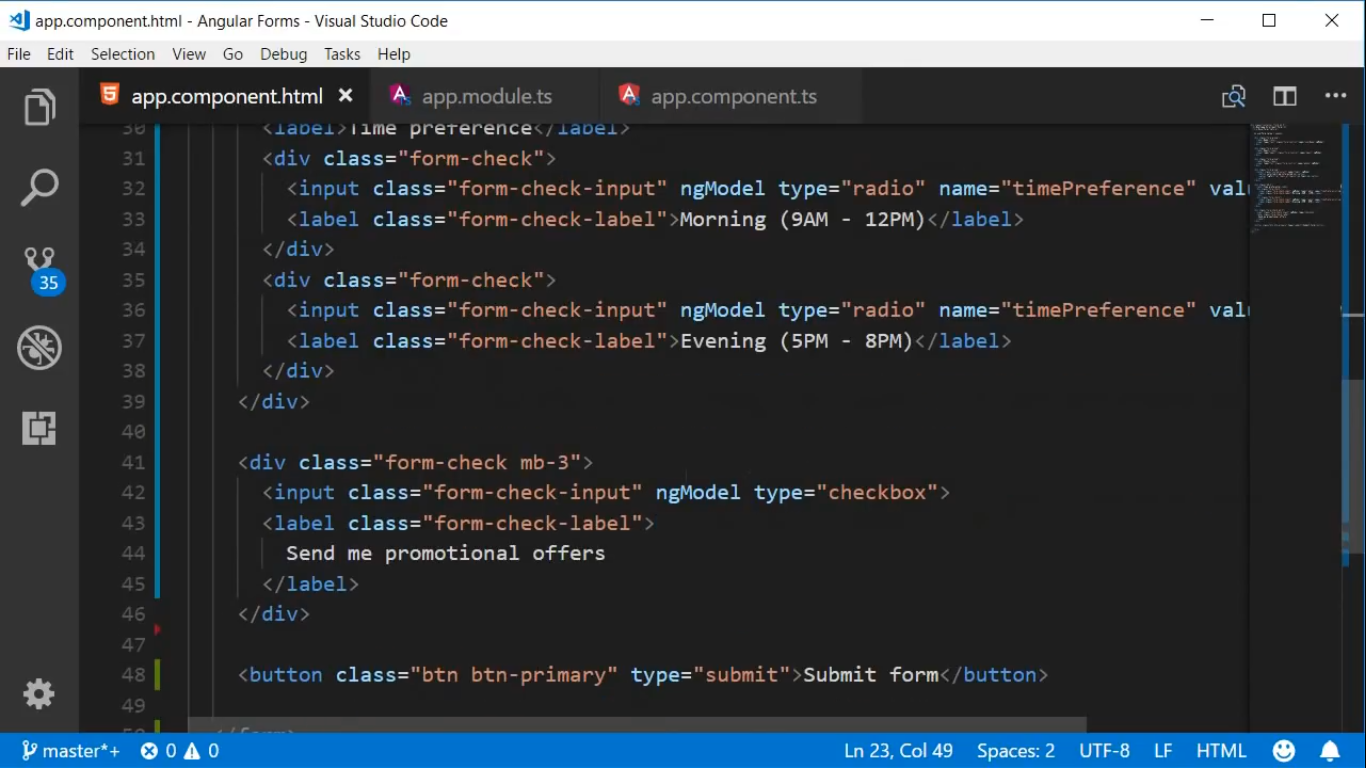 app.component.html - Angular Forms - Visual Studio Code
File Edit Selection View Go Debug Tasks Help
app.component.html app.module.ts app.component.ts
30 <label>Time preference</label>
31 <div class="form-check">
32 <input class="form-check-input" ngModel type="radio" name="timePreference" valu
33 <label class="form-check-label">Morning (9AM - 12PM)</label>
34 </div>
35 <div class="form-check">
36 <input class="form-check-input" ngModel type="radio" name="timePreference" valu
37 <label class="form-check-label">Evening (5PM - 8PM)</label>
38 </div>
39 </div>
40
41 <div class="form-check mb-3">
42 <input class="form-check-input" ngModel type="checkbox">
43 <label class="form-check-label">
44 Send me promotional offers
45 </label>
46 </div>
47
48 <button class="btn btn-primary" type="submit">Submit form</button>
49
50 </form>
35
master*+ 0 0 Ln 23, Col 49 Spaces: 2 UTF-8 LF HTML